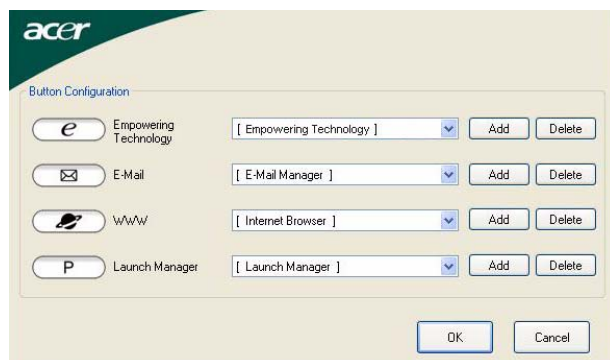 acer
Button Configuration
e Empowering Technology [ Empowering Technology ] Add Delete
E-Mail [ E-Mail Manager ] Add Delete
WWW [ Internet Browser ] Add Delete
P Launch Manager [ Launch Manager ] Add Delete
OK Cancel